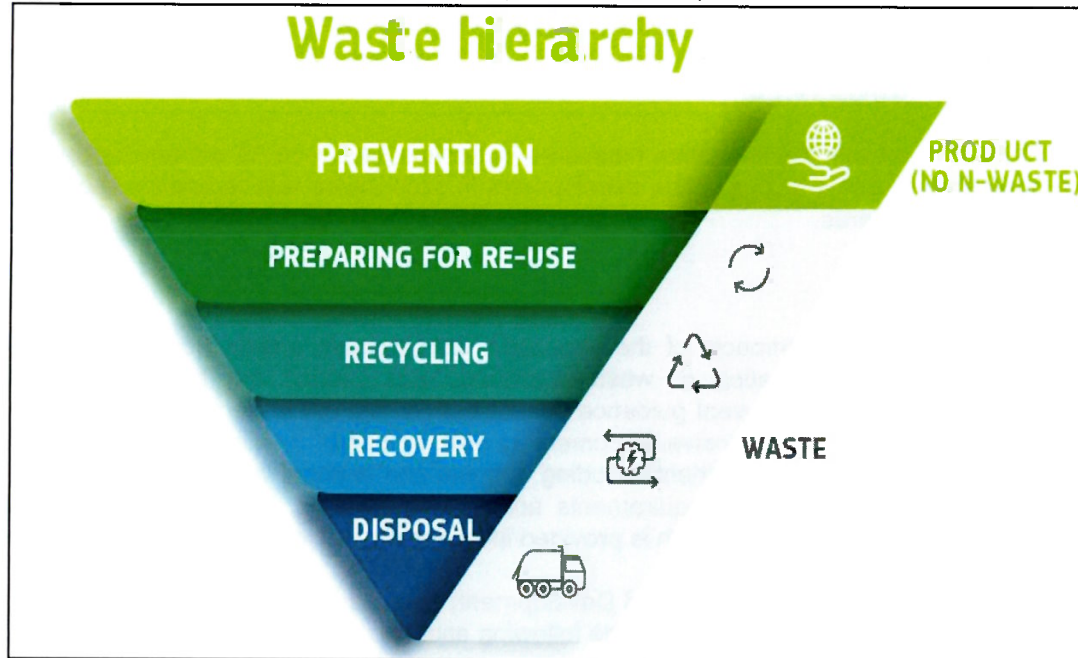 Waste hierarchy
PREVENTION
PRODUCT
(NON-WASTE)
PREPARING FOR RE-USE
RECYCLING
RECOVERY
WASTE
DISPOSAL